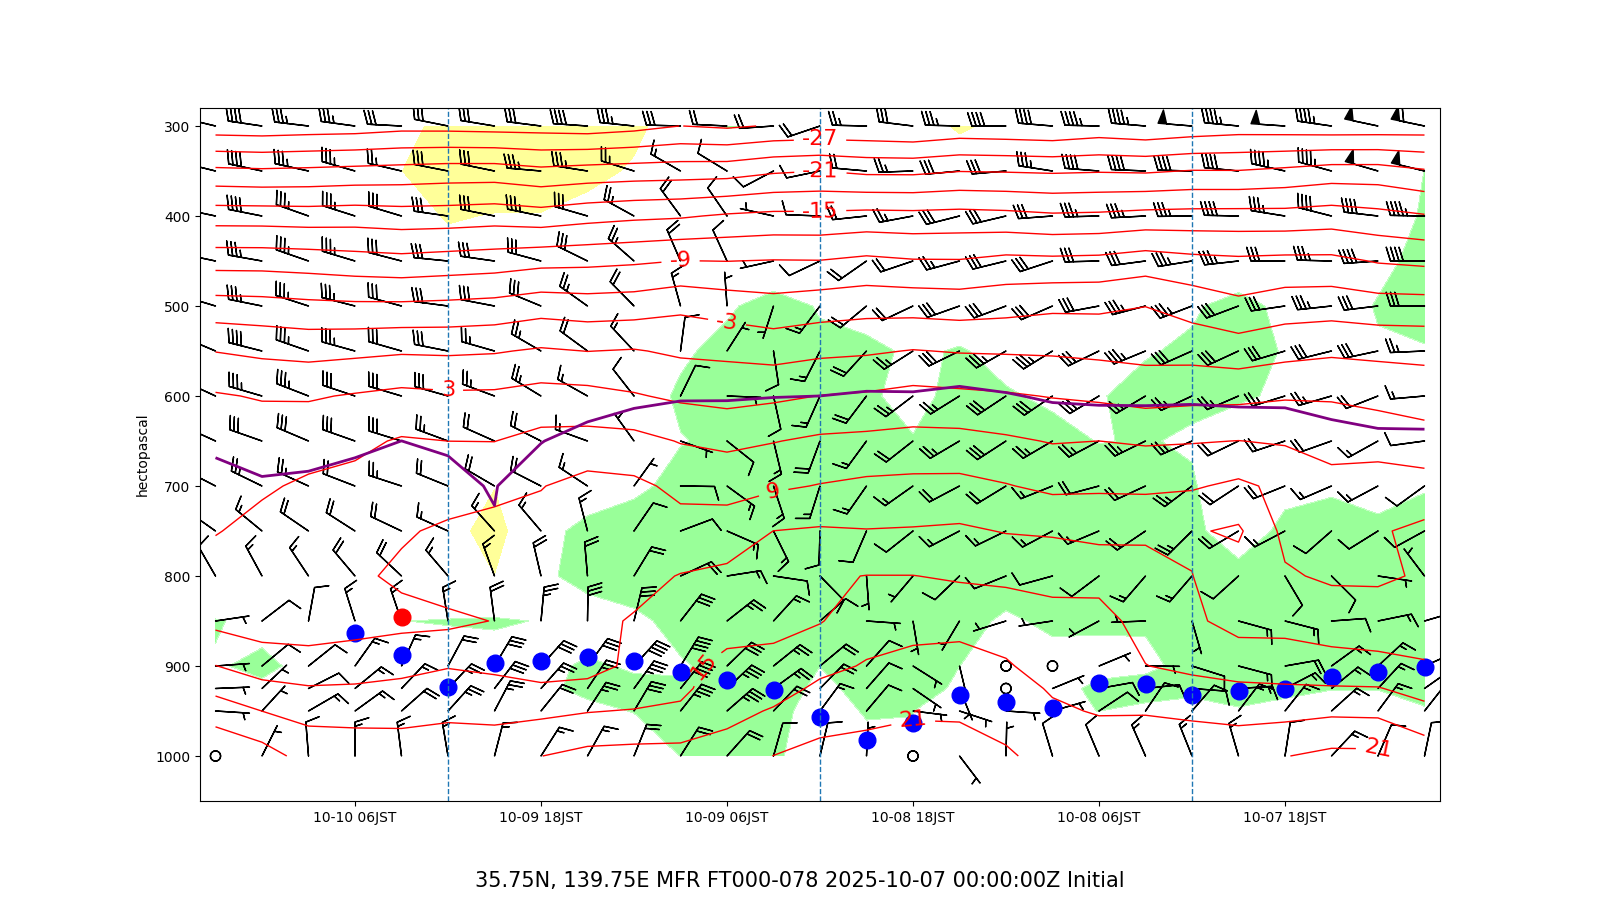 300
400
500
600
700
800
900
1000
hectopascal
-27
-21
-15
-9
-3
3
9
15
21
21
10-10 06JST
10-09 18JST
10-09 06JST
10-08 18JST
10-08 06JST
10-07 18JST
35.75N, 139.75E MFR FT000-078 2025-10-07 00:00:00Z Initial